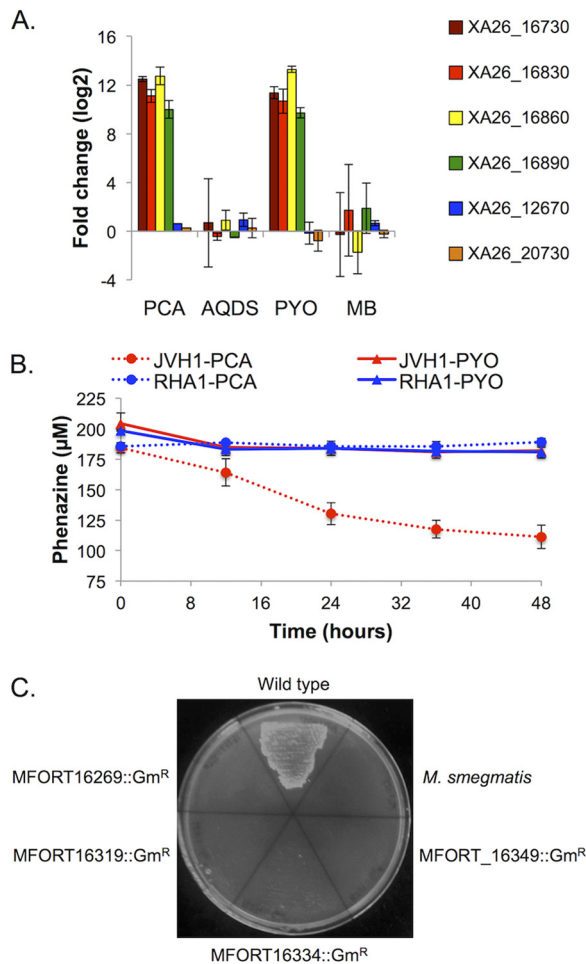 A.
Fold change (log2)
16
12
8
4
0
-4
PCA AQDS PYO MB
XA26_16730
XA26_16830
XA26_16860
XA26_16890
XA26_12670
XA26_20730
B.
JVH1-PCA JVH1-PYO
RHA1-PCA RHA1-PYO
Phenazine (µM)
225
200
175
150
125
100
75
0 8 16 24 32 40 48
Time (hours)
C.
Wild type
MFORT16269::Gmᴿ
M. smegmatis
MFORT16319::Gmᴿ
MFORT_16349::Gmᴿ
MFORT16334::Gmᴿ